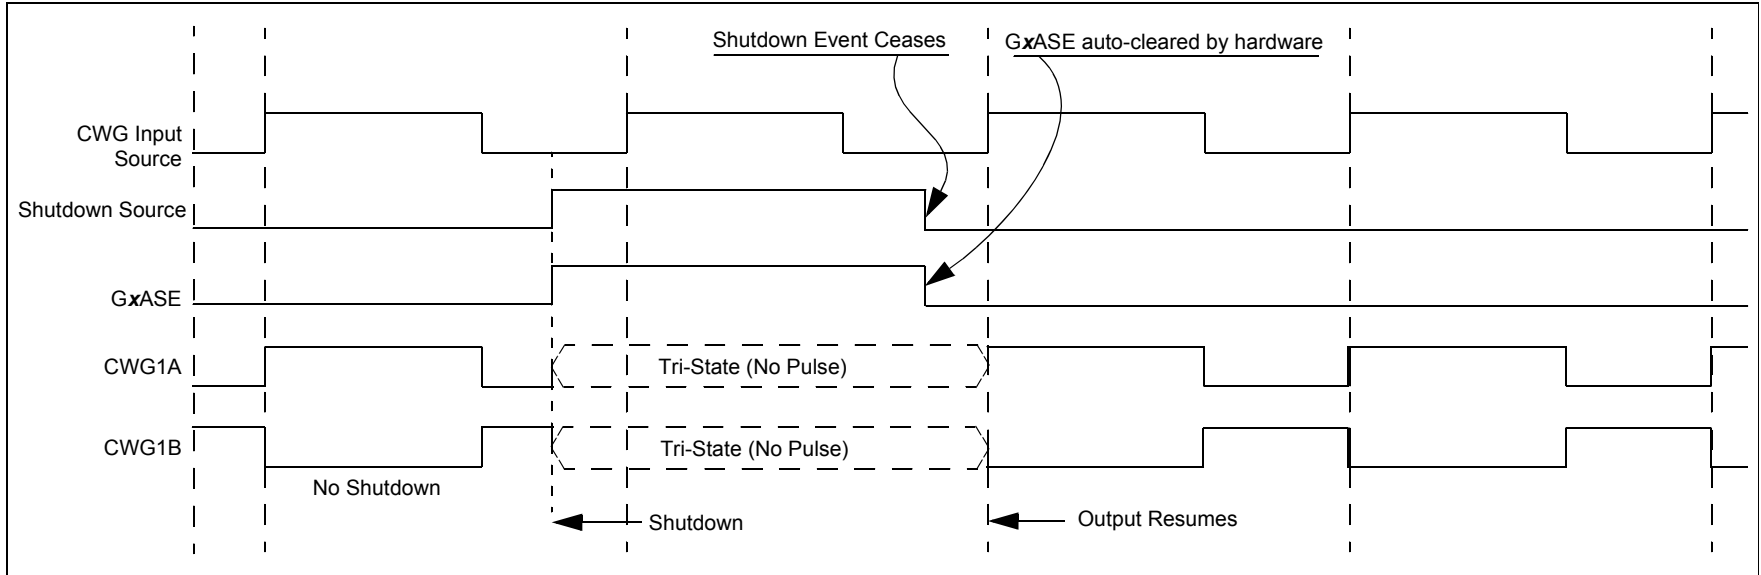 Shutdown Event Ceases
GxASE auto-cleared by hardware
CWG Input
Source
Shutdown Source
GxASE
CWG1A
Tri-State (No Pulse)
CWG1B
Tri-State (No Pulse)
No Shutdown
Shutdown
Output Resumes